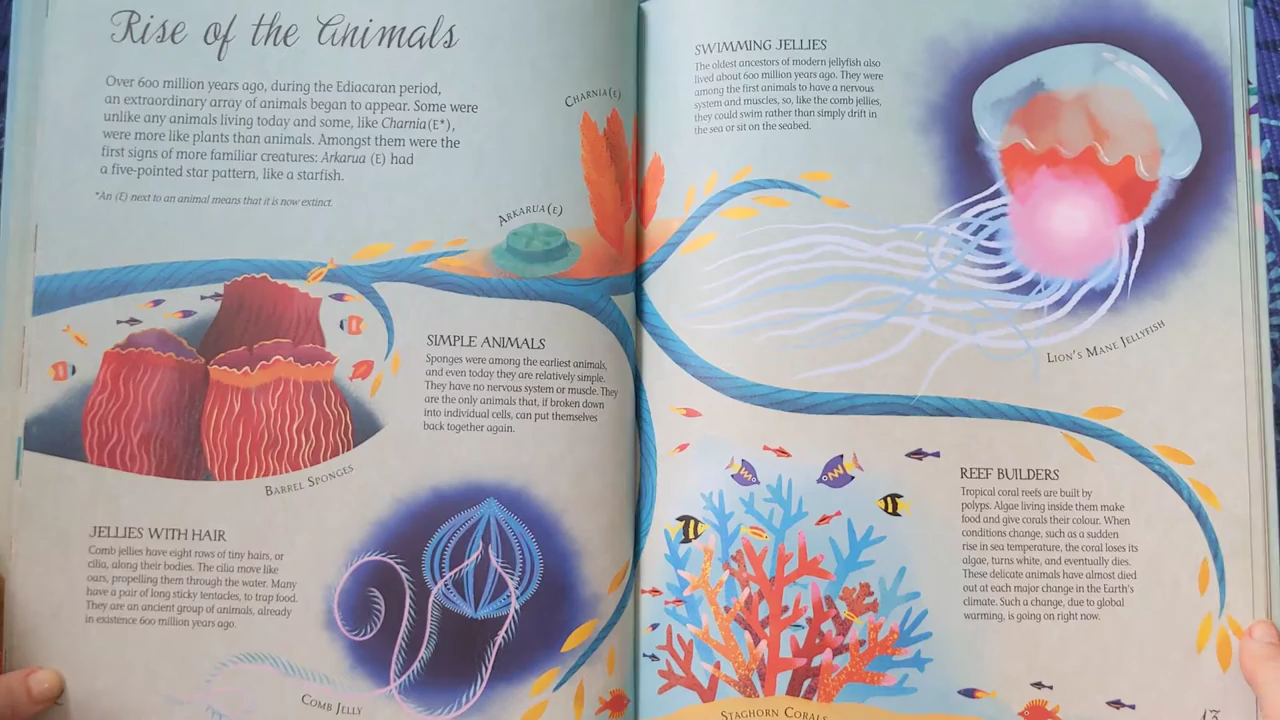 Rise of the Animals
Over 600 million years ago, during the Ediacaran period,
an extraordinary array of animals began to appear. Some were
unlike any animals living today and some, like Charnia(E*),
were more like plants than animals. Amongst them were the
first signs of more familiar creatures: Arkarua (E) had
a five-pointed star pattern, like a starfish.
*An (E) next to an animal means that it is now extinct.
CHARNIA(E)
ARKARUA(E)
SIMPLE ANIMALS
Sponges were among the earliest animals,
and even today they are relatively simple.
They have no nervous system or muscle. They
are the only animals that, if broken down
into individual cells, can put themselves
back together again.
BARREL SPONGES
JELLIES WITH HAIR
Comb jellies have eight rows of tiny hairs, or
cilia, along their bodies. The cilia move like
oars, propelling them through the water. Many
have a pair of long sticky tentacles, to trap food.
They are an ancient group of animals, already
in existence 600 million years ago.
COMB JELLY
SWIMMING JELLIES
The oldest ancestors of modern jellyfish also
lived about 600 million years ago. They were
among the first animals to have a nervous
system and muscles, so, like the comb jellies,
they could swim rather than simply drift in
the sea or sit on the seabed.
LION'S MANE JELLYFISH
REEF BUILDERS
Tropical coral reefs are built by
polyps. Algae living inside them make
food and give corals their colour. When
conditions change, such as a sudden
rise in sea temperature, the coral loses its
algae, turns white, and eventually dies.
These delicate animals have almost died
out at each major change in the Earth's
climate. Such a change, due to global
warming, is going on right now.
STAGHORN CORALS